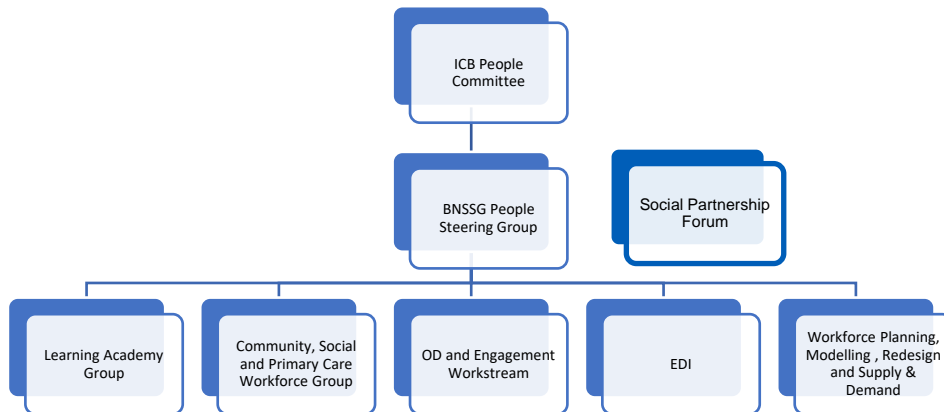 ICB People
Committee
BNSSG People
Steering Group
Social Partnership
Forum
Learning Academy
Group
Community, Social
and Primary Care
Workforce Group
OD and Engagement
Workstream
EDI
Workforce Planning,
Modelling , Redesign
and Supply &
Demand